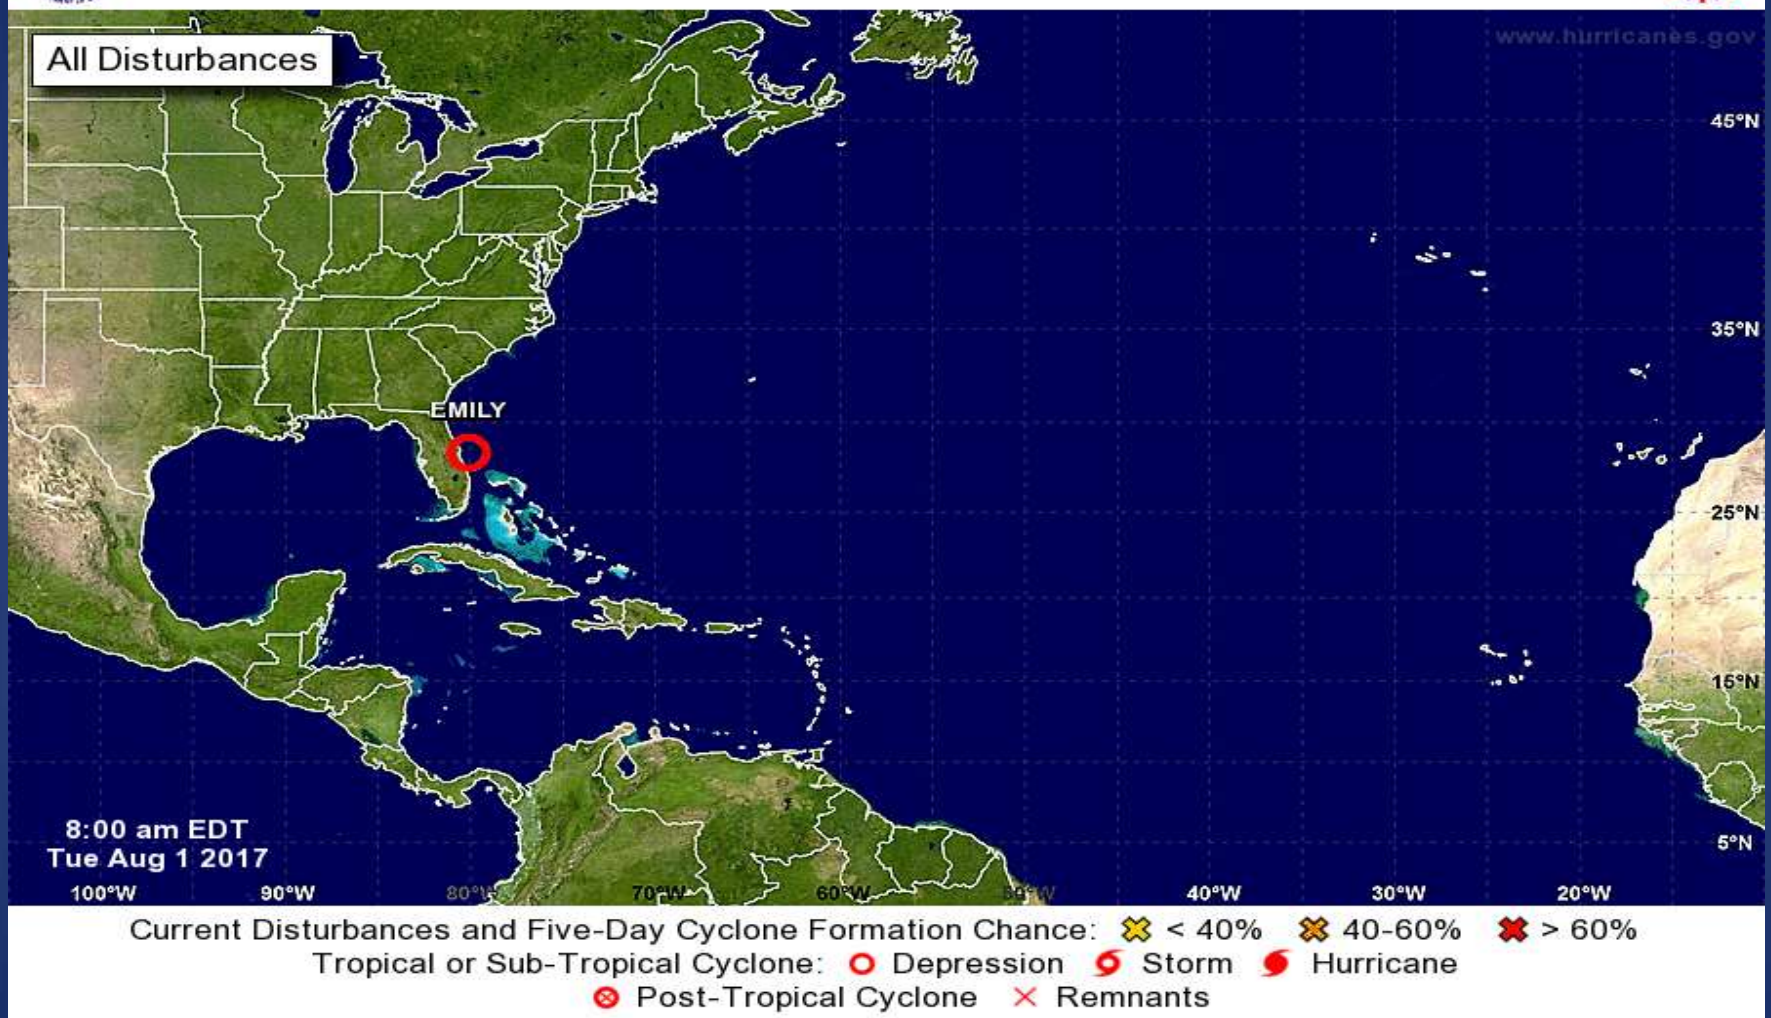 www.hurricanes.gov
All Disturbances
45°N
35°N
EMILY
25°N
15°N
8:00 am EDT
Tue Aug 1 2017
5°N
100°W 90°W 80°W 70°W 60°W 50°W 40°W 30°W 20°W
Current Disturbances and Five-Day Cyclone Formation Chance: < 40% 40-60% > 60%
Tropical or Sub-Tropical Cyclone: Depression Storm Hurricane
Post-Tropical Cyclone Remnants